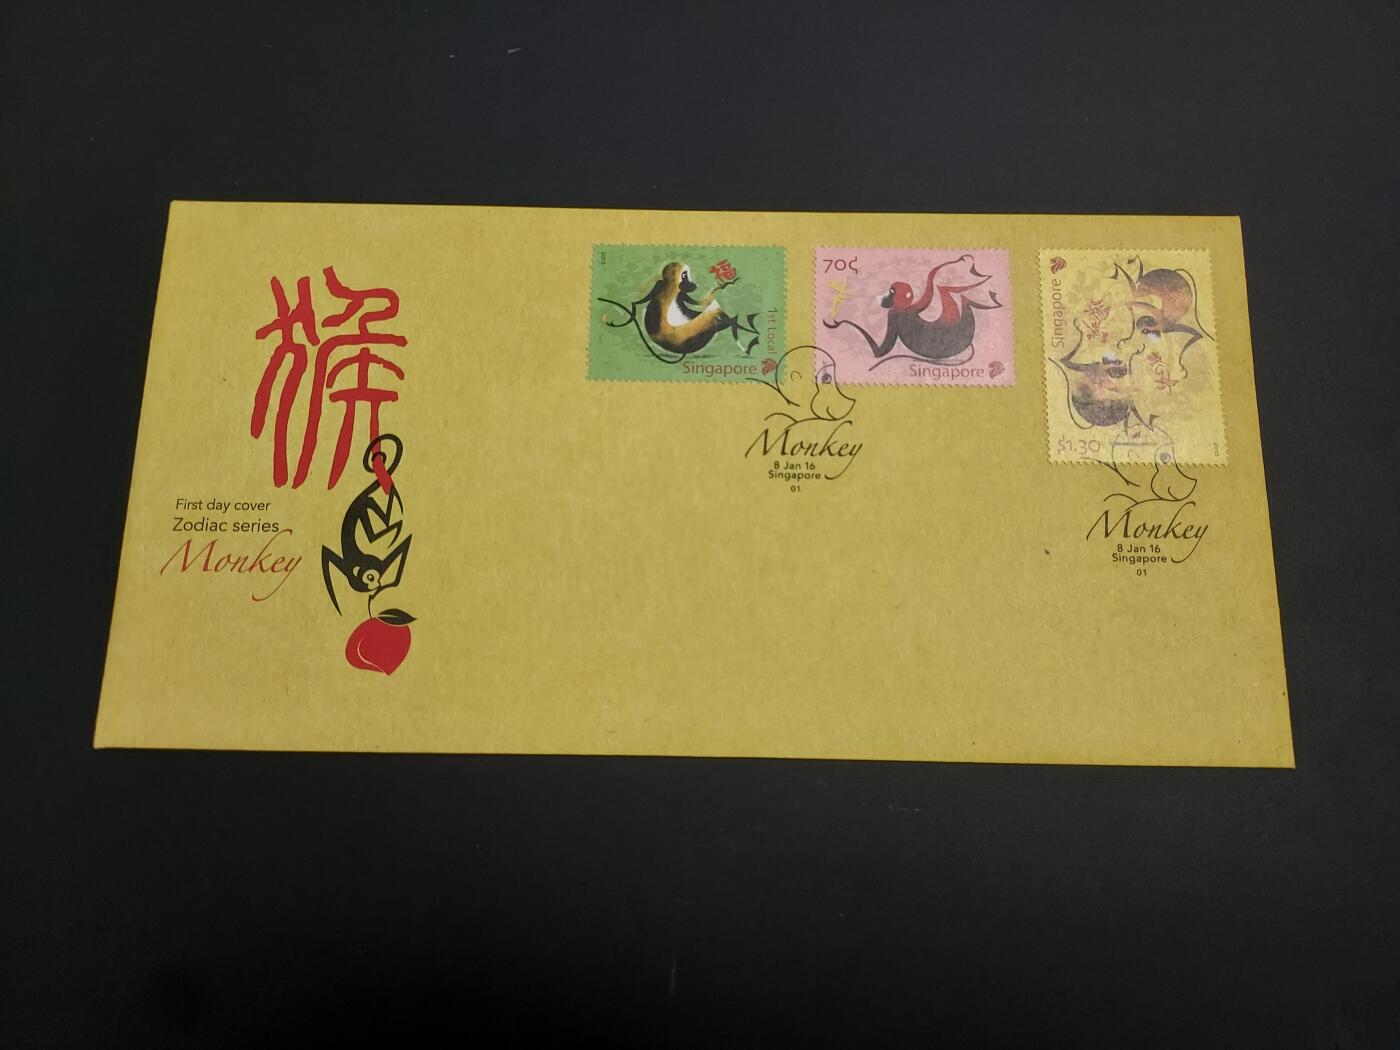 猴
First day cover
Zodiac series
Monkey
2016
福
1st Local
Singapore
70¢
Singapore
Singapore
$1.30
2016
Monkey
8 Jan 16
Singapore
01
Monkey
8 Jan 16
Singapore
01